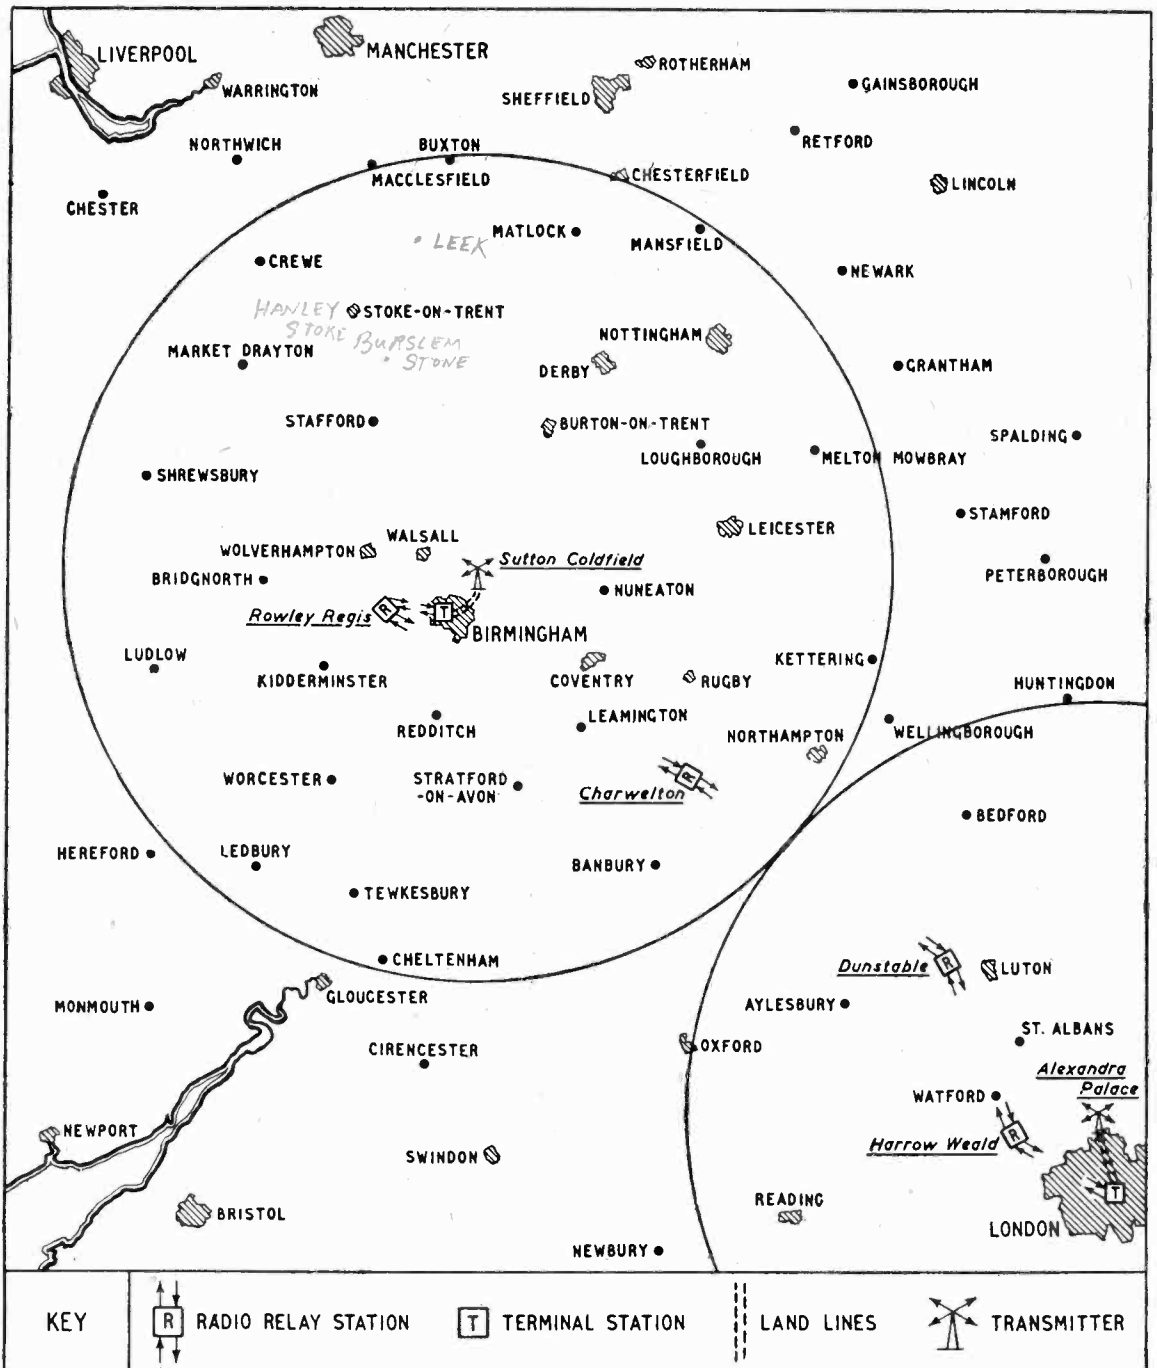 LIVERPOOL
MANCHESTER
ROTHERHAM
WARRINGTON
SHEFFIELD
GAINSBOROUGH
NORTHWICH
BUXTON
RETFORD
MACCLESFIELD
CHESTERFIELD
LINCOLN
CHESTER
MATLOCK
MANSFIELD
LEEK
CREWE
NEWARK
HANLEY
STOKE-ON-TRENT
STOKE
BURSLEM
NOTTINGHAM
MARKET DRAYTON
STONE
DERBY
GRANTHAM
STAFFORD
BURTON-ON-TRENT
SPALDING
LOUGHBOROUGH
MELTON MOWBRAY
SHREWSBURY
STAMFORD
LEICESTER
WALSALL
WOLVERHAMPTON
Sutton Coldfield
PETERBOROUGH
BRIDGNORTH
NUNEATON
Rowley Regis
R
T
BIRMINGHAM
LUDLOW
KETTERING
KIDDERMINSTER
COVENTRY
RUGBY
HUNTINGDON
LEAMINGTON
REDDITCH
NORTHAMPTON
WELLINGBOROUGH
WORCESTER
STRATFORD
-ON-AVON
R
Charwelton
BEDFORD
HEREFORD
LEDBURY
BANBURY
TEWKESBURY
CHELTENHAM
Dunstable
R
LUTON
GLOUCESTER
MONMOUTH
AYLESBURY
ST. ALBANS
CIRENCESTER
OXFORD
Alexandra
Palace
WATFORD
NEWPORT
Harrow Weald
R
SWINDON
READING
T
BRISTOL
LONDON
NEWBURY
KEY
R RADIO RELAY STATION
T TERMINAL STATION
LAND LINES
TRANSMITTER